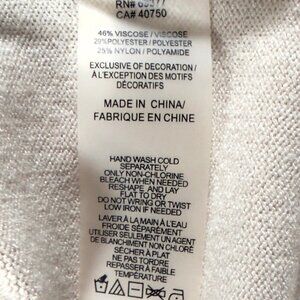 RN#
CA# 40750
46% VISCOSE / VISCOSE
29%POLYESTER / POLYESTER
25% NYLON / POLYAMIDE
EXCLUSIVE OF DECORATION /
À L'EXCEPTION DES MOTIFS
DÉCORATIFS
MADE IN CHINA/
FABRIQUE EN CHINE
HAND WASH COLD
SEPARATELY
ONLY NON-CHLORINE
BLEACH WHEN NEEDED
RESHAPE AND LAY
FLAT TO DRY
DO NOT WRING OR TWIST
LOW IRON IF NEEDED
LAVER À LA MAIN À L'EAU
FROIDE SÉPARÉMENT
UTILISER SEULEMENT UN AGENT
DE BLANCHIMENT NON CHLORÉ
SÉCHER À PLAT
NE PAS TORDRE
REPASSER À FAIBLE
TEMPÉRATURE